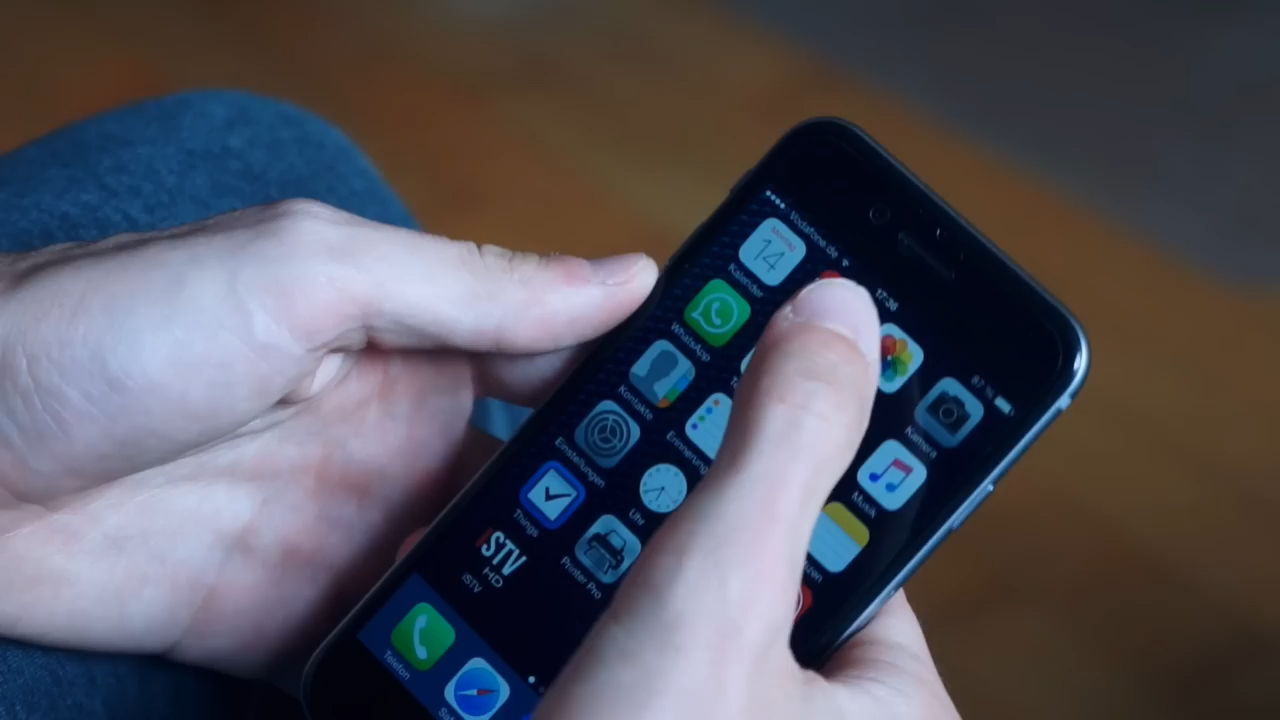 Vodafone.de
17:36
87 %
Montag
14
Kalender
WhatsApp
Kamera
Kontakte
Erinnerung
Musik
Einstellungen
Uhr
Things
Printer Pro
STV
HD
iSTV
Telefon